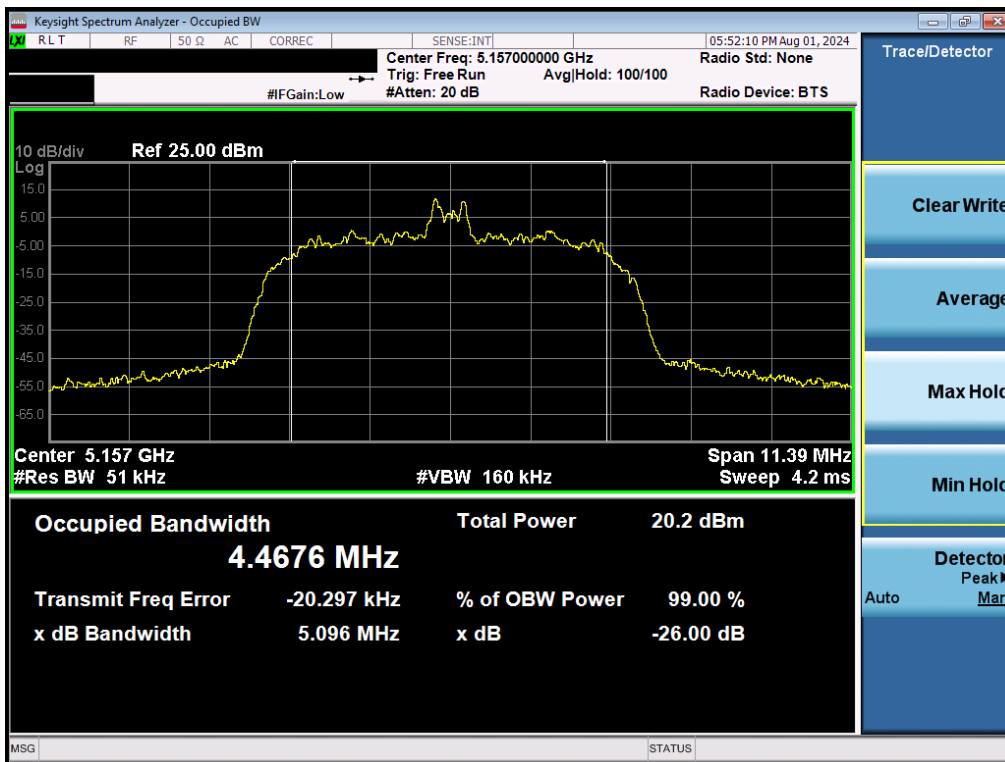 Keysight Spectrum Analyzer - Occupied BW
LXI RLT RF 50 Ω AC CORREC SENSE:INT 05:52:10 PM Aug 01, 2024
Center Freq: 5.157000000 GHz Radio Std: None
Trig: Free Run Avg|Hold: 100/100
#IFGain:Low #Atten: 20 dB Radio Device: BTS
10 dB/div Ref 25.00 dBm
Log
15.0
5.00
-5.00
-15.0
-25.0
-35.0
-45.0
-55.0
-65.0
Center 5.157 GHz Span 11.39 MHz
#Res BW 51 kHz #VBW 160 kHz Sweep 4.2 ms
Occupied Bandwidth Total Power 20.2 dBm
4.4676 MHz
Transmit Freq Error -20.297 kHz % of OBW Power 99.00 %
x dB Bandwidth 5.096 MHz x dB -26.00 dB
MSG STATUS
Trace/Detector
Clear Write
Average
Max Hold
Min Hold
Detector
Peak▶
Auto Man